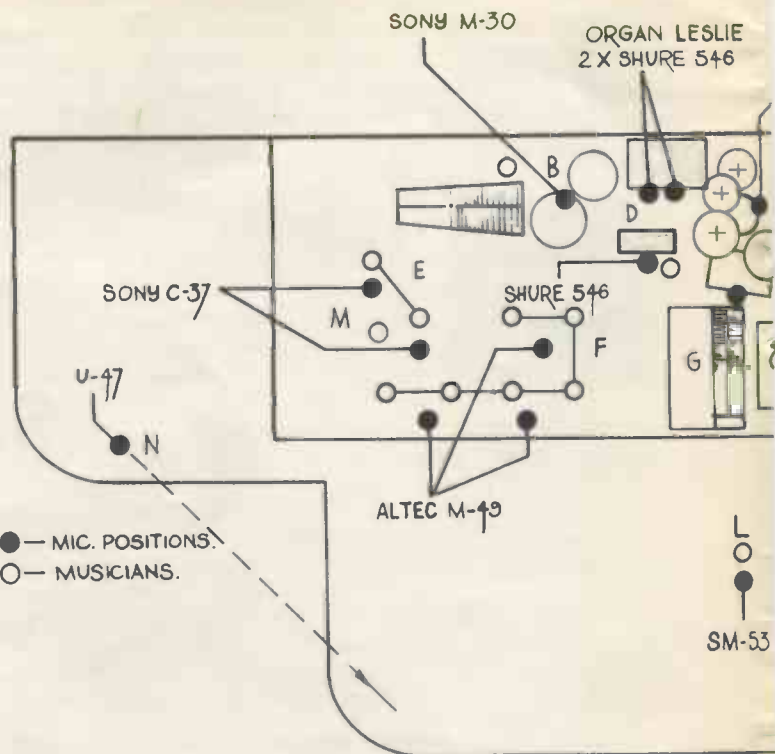 SONY M-30
ORGAN LESLIE
2 X SHURE 546
B
D
E
SONY C-37
SHURE 546
M
F
G
U-47
N
ALTEC M-49
● — MIC. POSITIONS.
○ — MUSICIANS.
L
SM-53